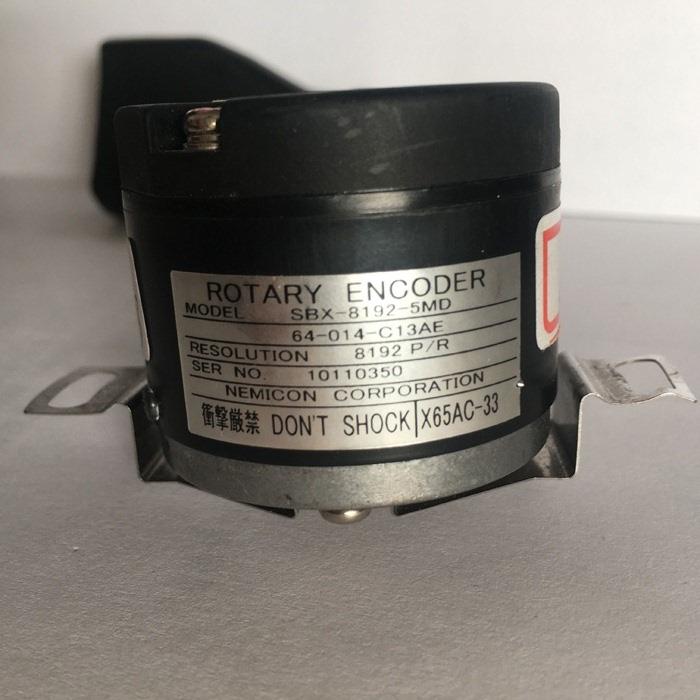 ROTARY ENCODER
MODEL SBX-8192-5MD
64-014-C13AE
RESOLUTION 8192 P/R
SER NO. 10110350
NEMICON CORPORATION
衝撃厳禁 DON'T SHOCK X65AC-33